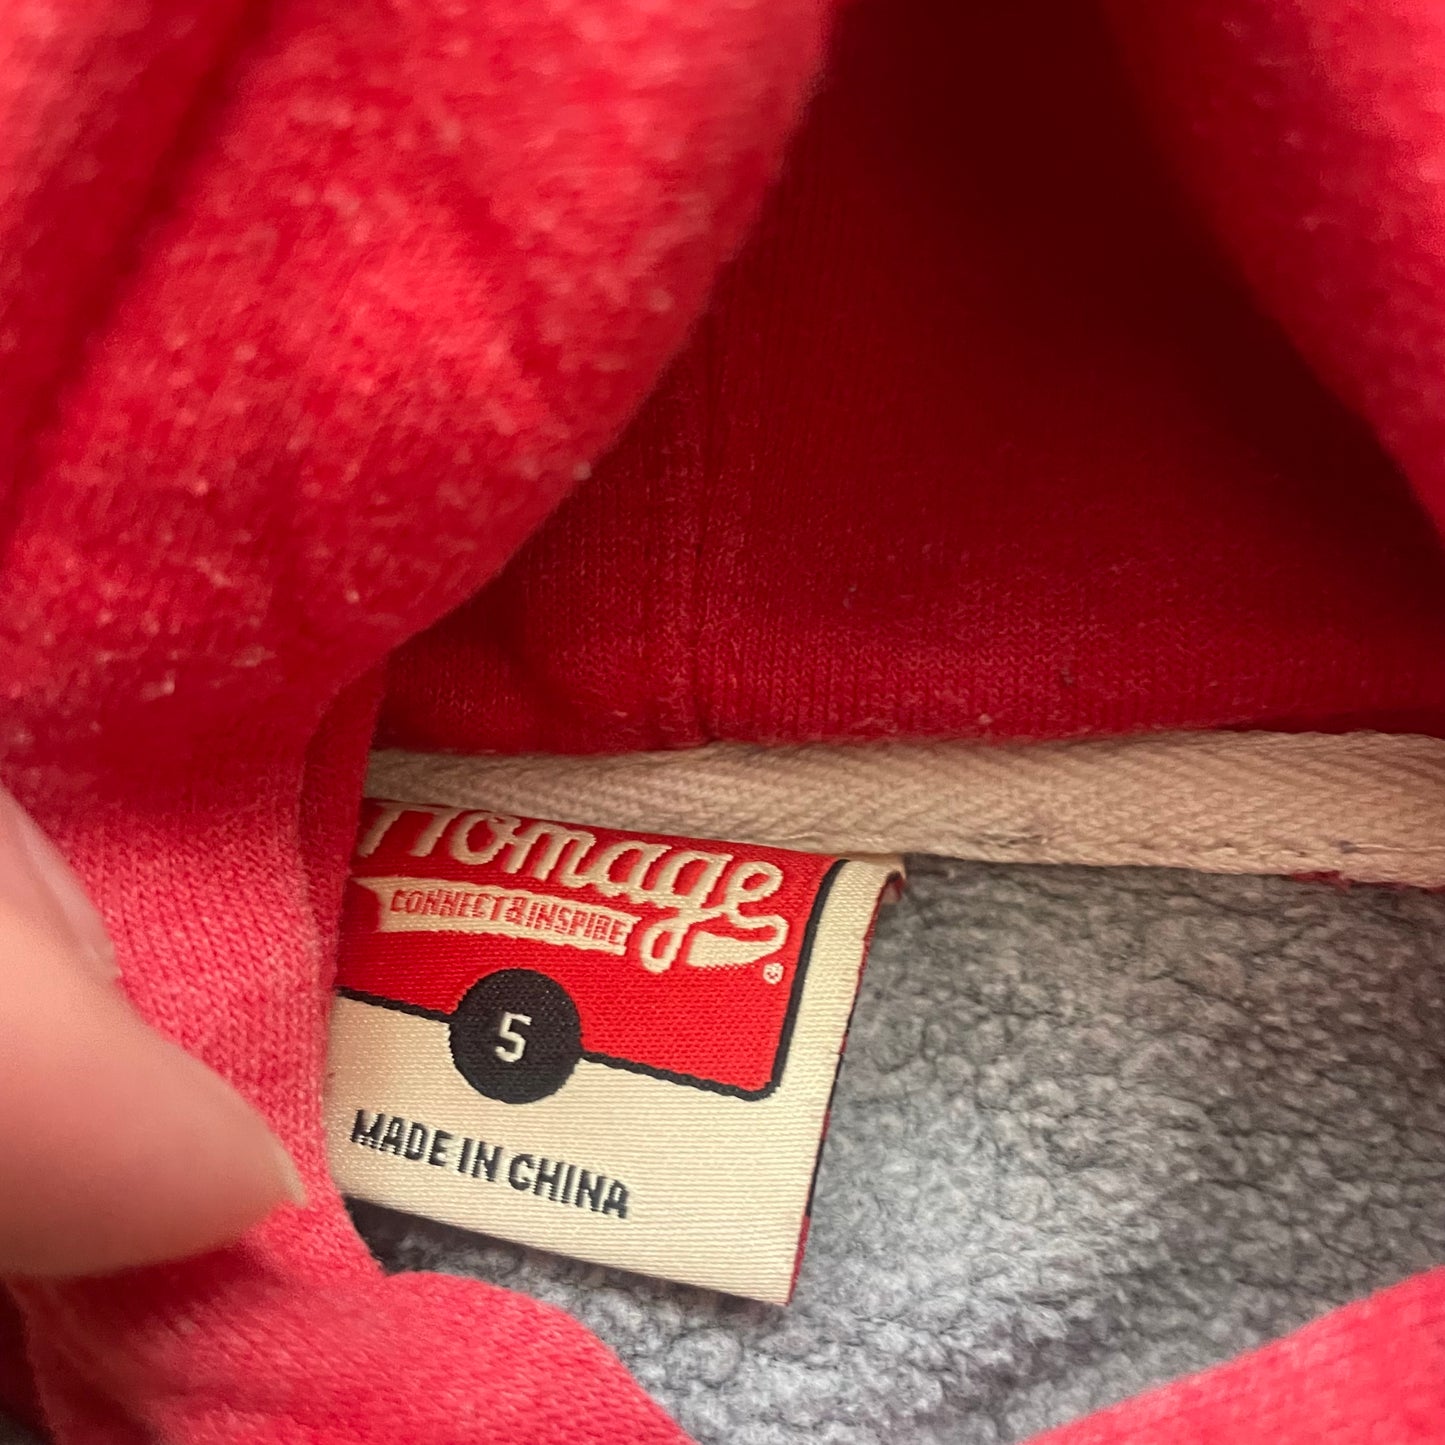 Homage
CONNECT & INSPIRE
®
5
MADE IN CHINA